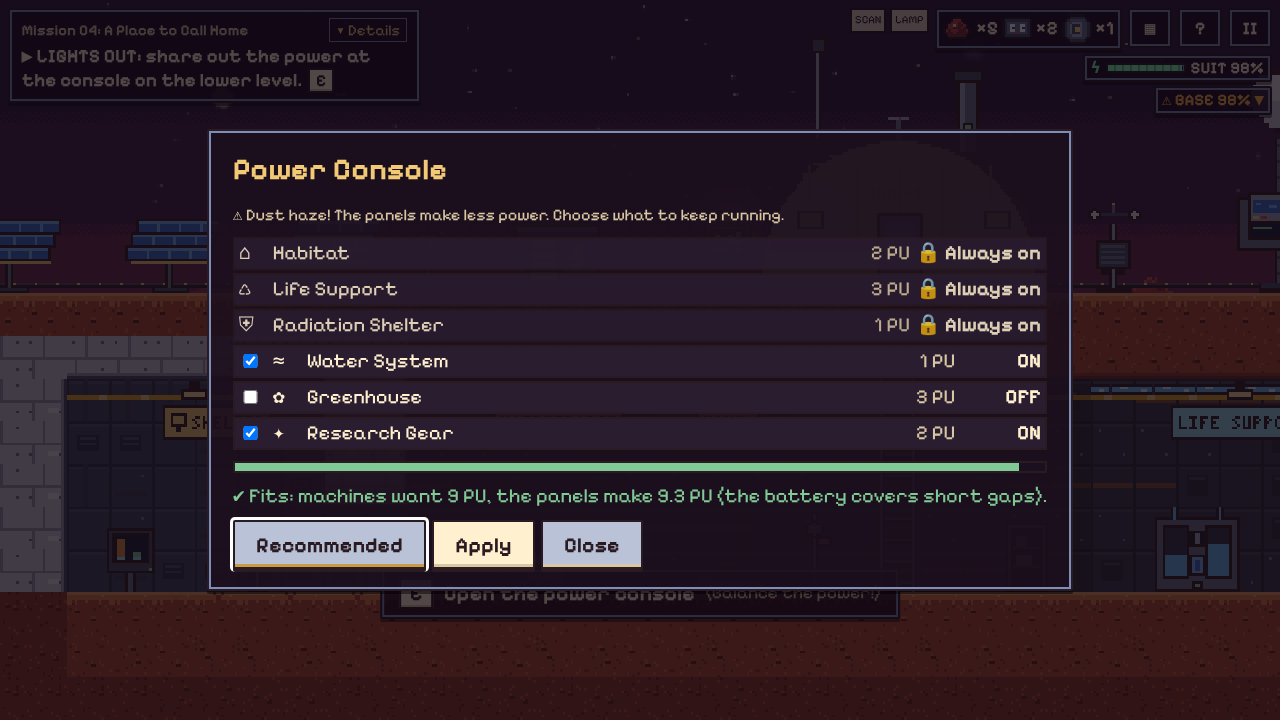 Mission 04: A Place to Call Home
▾ Details
▶ LIGHTS OUT: share out the power at
the console on the lower level. E
SCAN
LAMP
×8
×2
×1
?
II
SUIT 98%
⚠ BASE 98% ▼
Power Console
⚠ Dust haze! The panels make less power. Choose what to keep running.
Habitat 2 PU 🔒 Always on
Life Support 3 PU 🔒 Always on
Radiation Shelter 1 PU 🔒 Always on
Water System 1 PU ON
Greenhouse 3 PU OFF
Research Gear 2 PU ON
✔ Fits: machines want 9 PU, the panels make 9.3 PU (the battery covers short gaps).
Recommended
Apply
Close
E Open the power console (balance the power!)
LIFE SUPPO